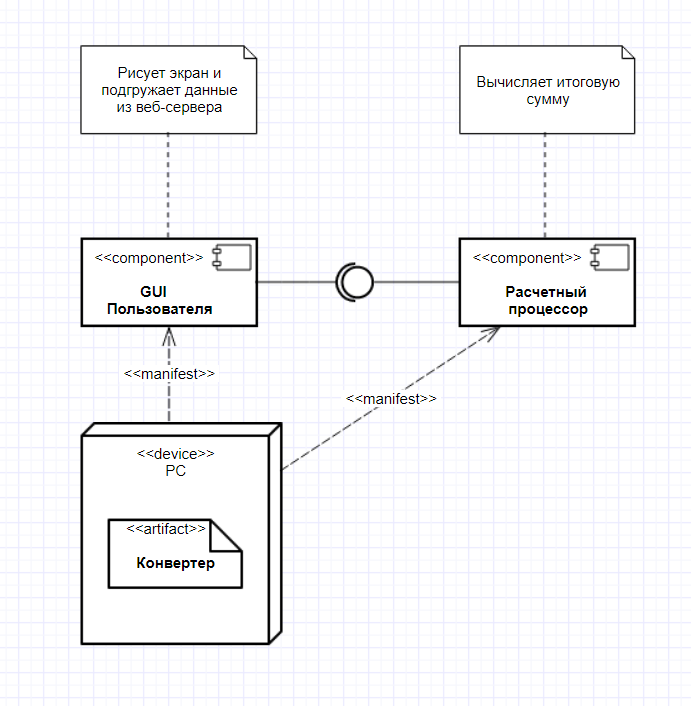 Рисует экран и
подгружает данные
из веб-сервера
Вычисляет итоговую
сумму
<<component>>
GUI
Пользователя
<<component>>
Расчетный
процессор
<<manifest>>
<<manifest>>
<<device>>
PC
<<artifact>>
Конвертер